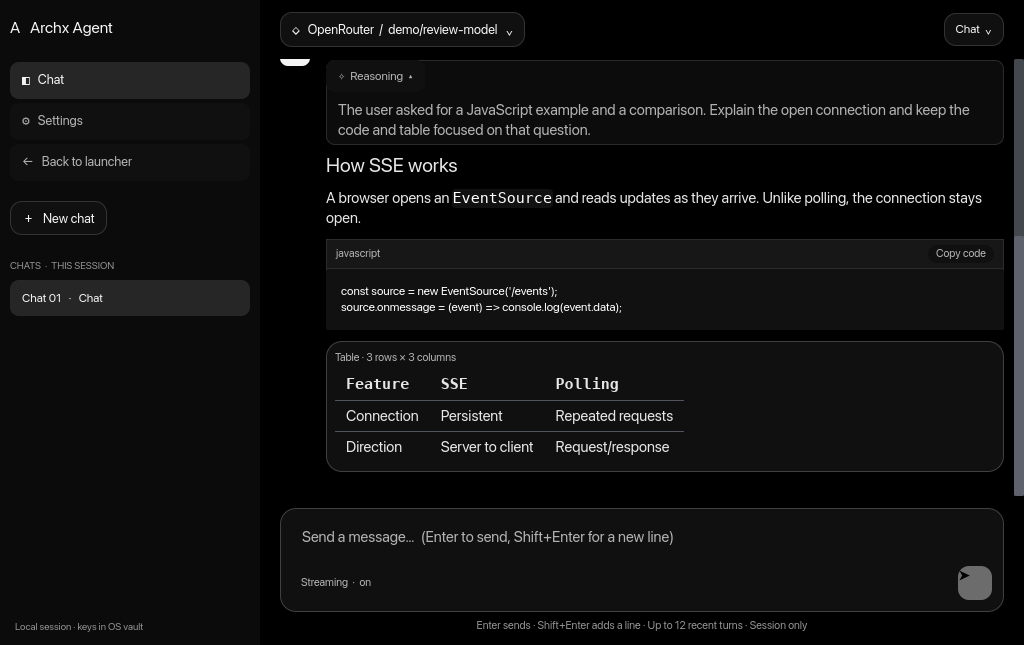 A Archx Agent
Chat
Settings
← Back to launcher
+ New chat
CHATS · THIS SESSION
Chat 01 · Chat
Local session · keys in OS vault
OpenRouter / demo/review-model
Chat
Reasoning
The user asked for a JavaScript example and a comparison. Explain the open connection and keep the
code and table focused on that question.
How SSE works
A browser opens an EventSource and reads updates as they arrive. Unlike polling, the connection stays
open.
javascript Copy code
const source = new EventSource('/events');
source.onmessage = (event) => console.log(event.data);
Table · 3 rows × 3 columns
Feature SSE Polling
Connection Persistent Repeated requests
Direction Server to client Request/response
Send a message... (Enter to send, Shift+Enter for a new line)
Streaming · on
Enter sends · Shift+Enter adds a line · Up to 12 recent turns · Session only